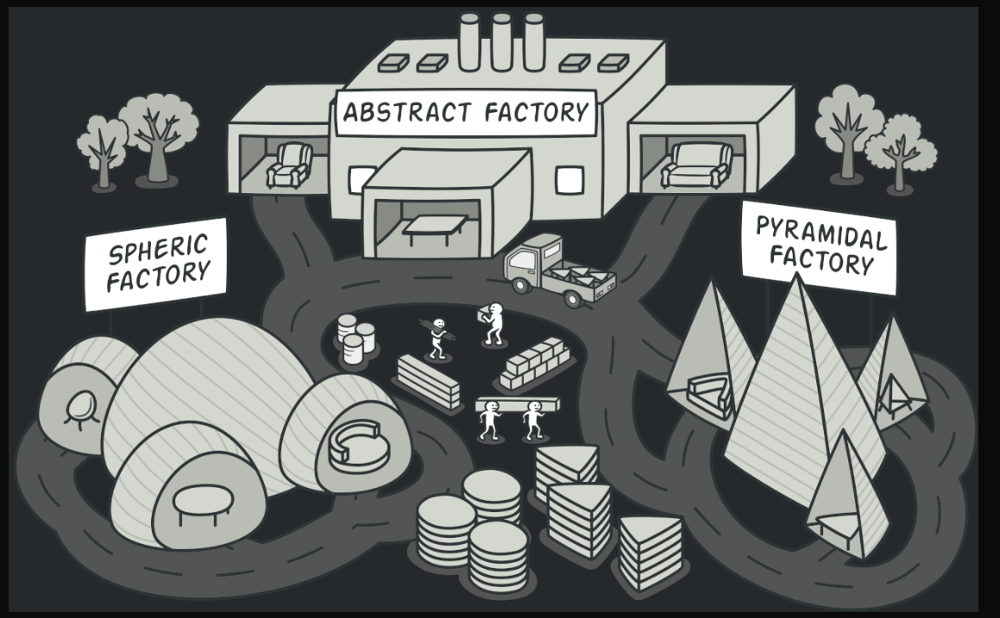 ABSTRACT FACTORY
SPHERIC
FACTORY
PYRAMIDAL
FACTORY